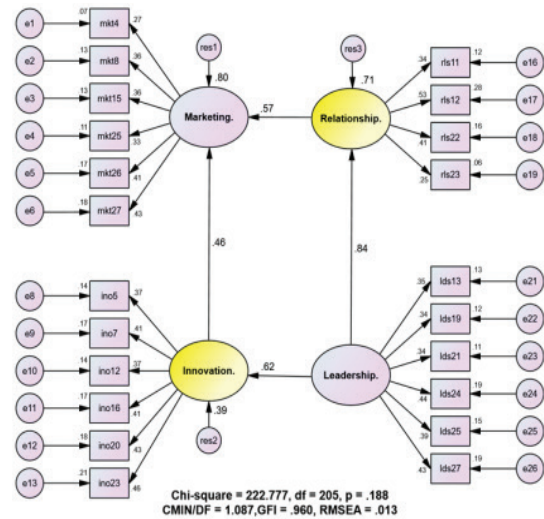 e1 .07 mkt4 .27
e2 .13 mkt8 .36
e3 .13 mkt15 .36
e4 .11 mkt25 .33
e5 .17 mkt26 .41
e6 .18 mkt27 .43
res1
.80
Marketing.
.57
res3
.71
Relationship.
.34 rls11 .12 e16
.53 rls12 .28 e17
.41 rls22 .16 e18
.25 rls23 .06 e19
.46
.84
e8 .14 ino5 .37
e9 .17 ino7 .41
e10 .14 ino12 .37
e11 .17 ino16 .41
e12 .18 ino20 .43
e13 .21 ino23 .46
Innovation.
.62
.39
res2
Leadership.
.35 lds13 .13 e21
.34 lds19 .12 e22
.34 lds21 .11 e23
.44 lds24 .19 e24
.39 lds25 .15 e25
.43 lds27 .19 e26
Chi-square = 222.777, df = 205, p = .188
CMIN/DF = 1.087,GFI = .960, RMSEA = .013